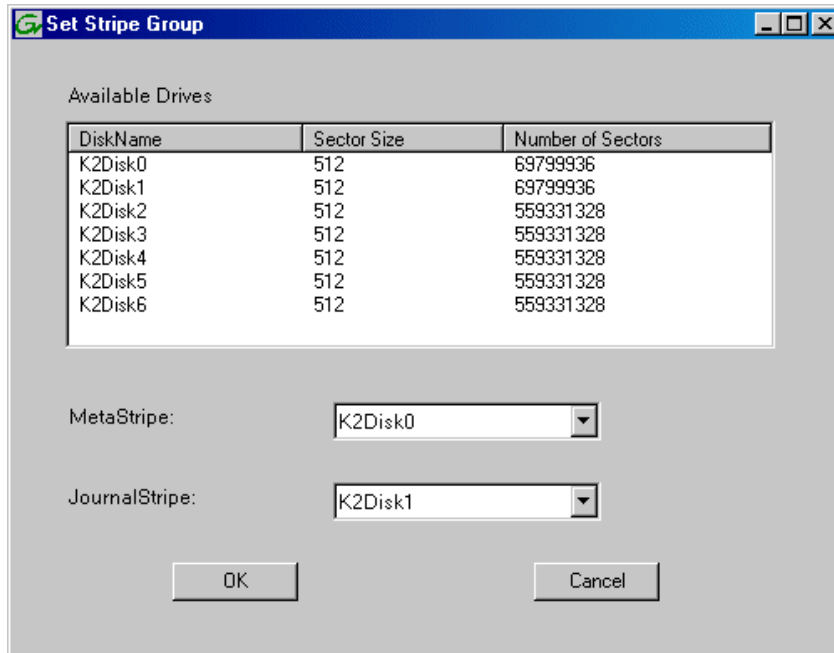 Set Stripe Group
Available Drives
DiskName Sector Size Number of Sectors
K2Disk0 512 69799936
K2Disk1 512 69799936
K2Disk2 512 559331328
K2Disk3 512 559331328
K2Disk4 512 559331328
K2Disk5 512 559331328
K2Disk6 512 559331328
MetaStripe: K2Disk0
JournalStripe: K2Disk1
OK Cancel